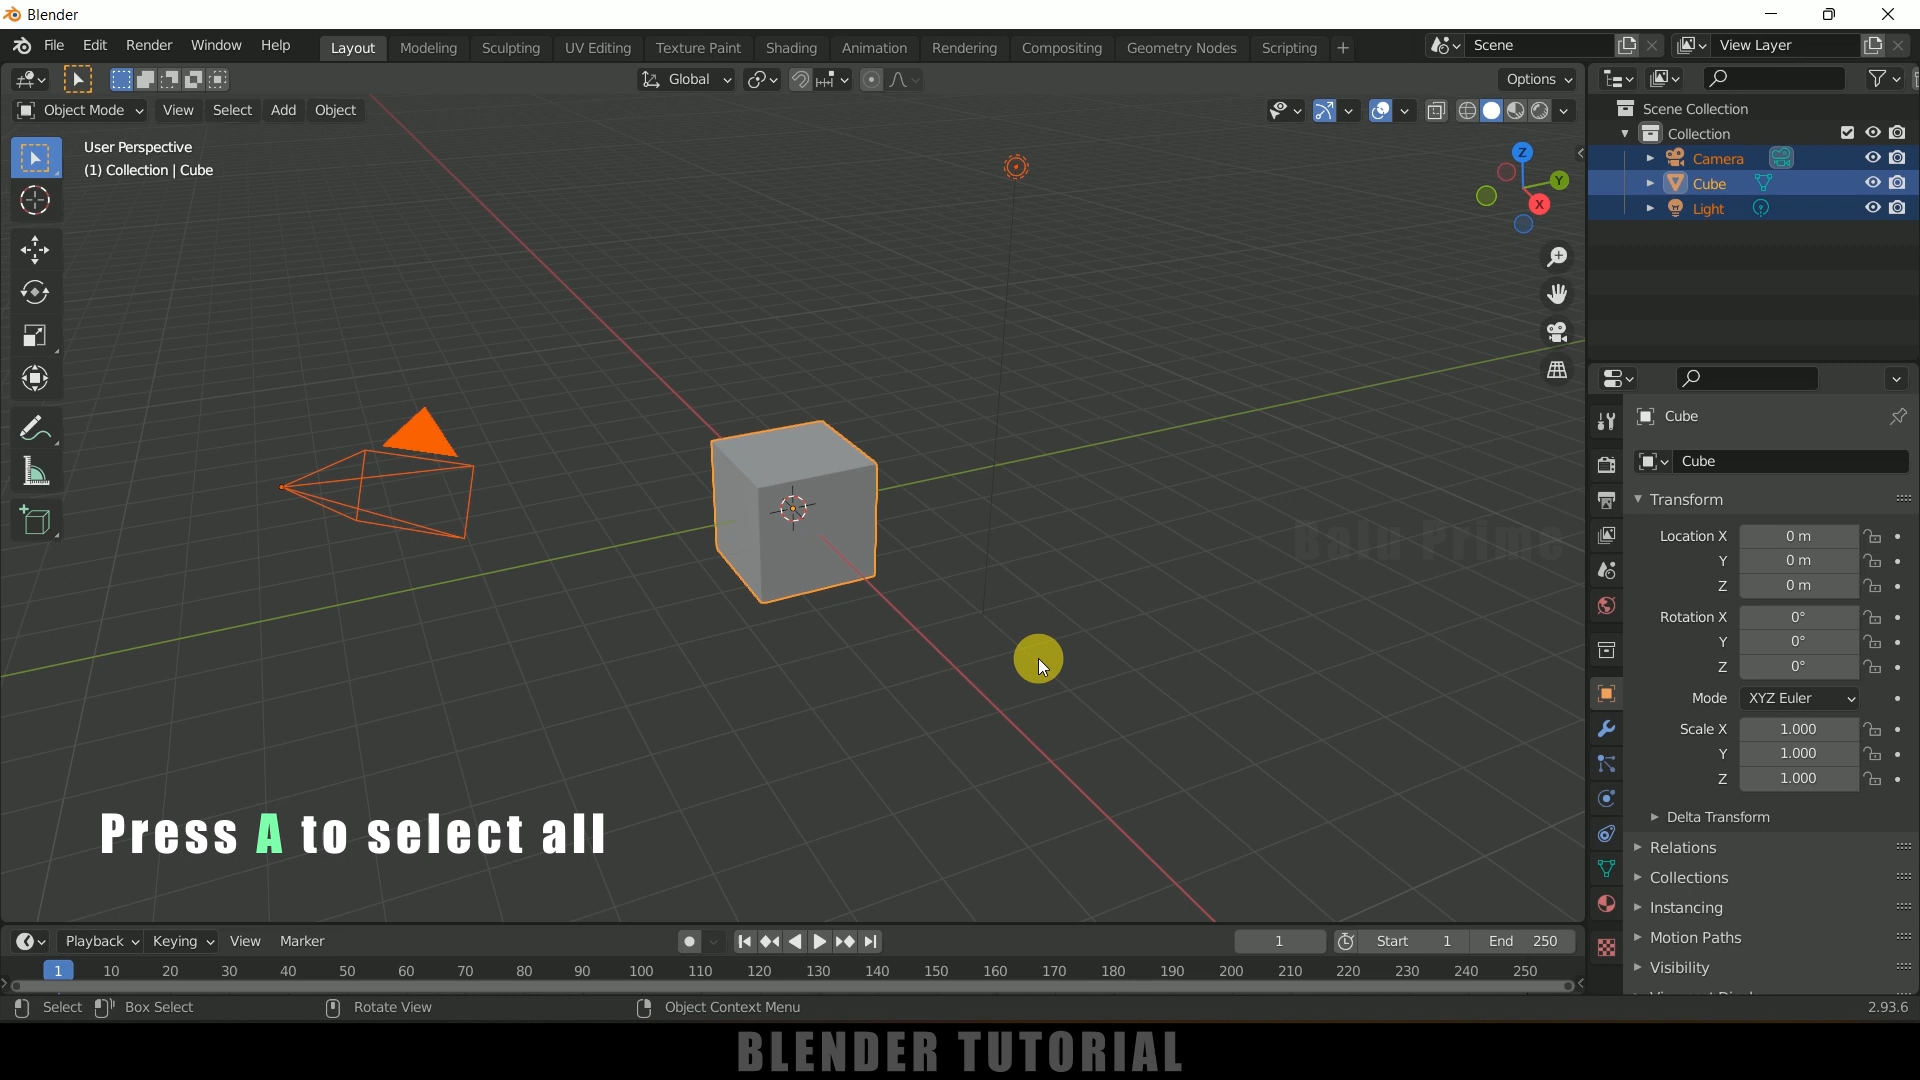 Blender
File Edit Render Window Help Layout Modeling Sculpting UV Editing Texture Paint Shading Animation Rendering Compositing Geometry Nodes Scripting + Scene View Layer
Global Options
Object Mode View Select Add Object
User Perspective
(1) Collection | Cube
Z
Y
X
Scene Collection
Collection
Camera
Cube
Light
Cube
Cube
Transform
Location X 0 m
Y 0 m
Z 0 m
Rotation X 0°
Y 0°
Z 0°
Mode XYZ Euler
Scale X 1.000
Y 1.000
Z 1.000
Delta Transform
Relations
Collections
Instancing
Motion Paths
Visibility
Balu Prime
Press A to select all
Playback Keying View Marker 1 Start 1 End 250
1 10 20 30 40 50 60 70 80 90 100 110 120 130 140 150 160 170 180 190 200 210 220 230 240 250
Select Box Select Rotate View Object Context Menu 2.93.6
BLENDER TUTORIAL